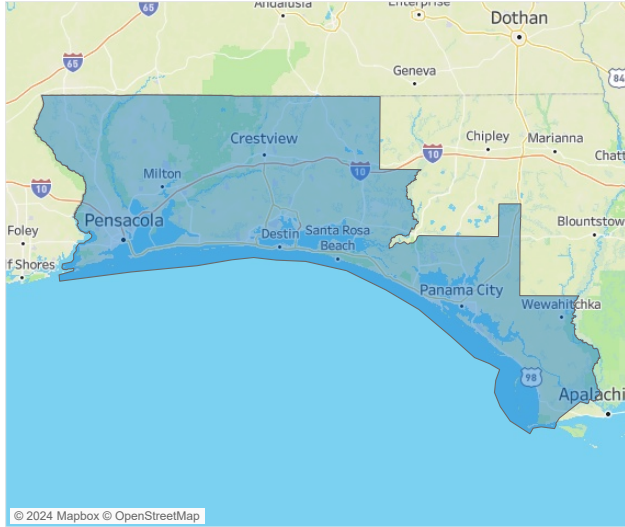 Andalusia
Enterprise
65
Dothan
65
Geneva
84
Crestview
Chipley
Marianna
10
10
Chatt
Milton
10
Pensacola
Blountstow
Foley
Destin
Santa Rosa
Beach
f Shores
Panama City
Wewahitchka
98
Apalachi
© 2024 Mapbox © OpenStreetMap